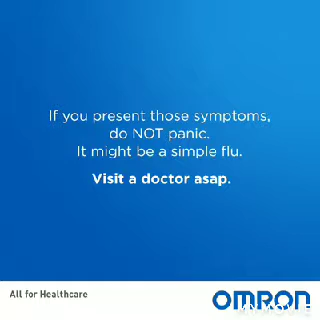 If you present those symptoms,
do NOT panic.
It might be a simple flu.
Visit a doctor asap.
All for Healthcare
OMRON